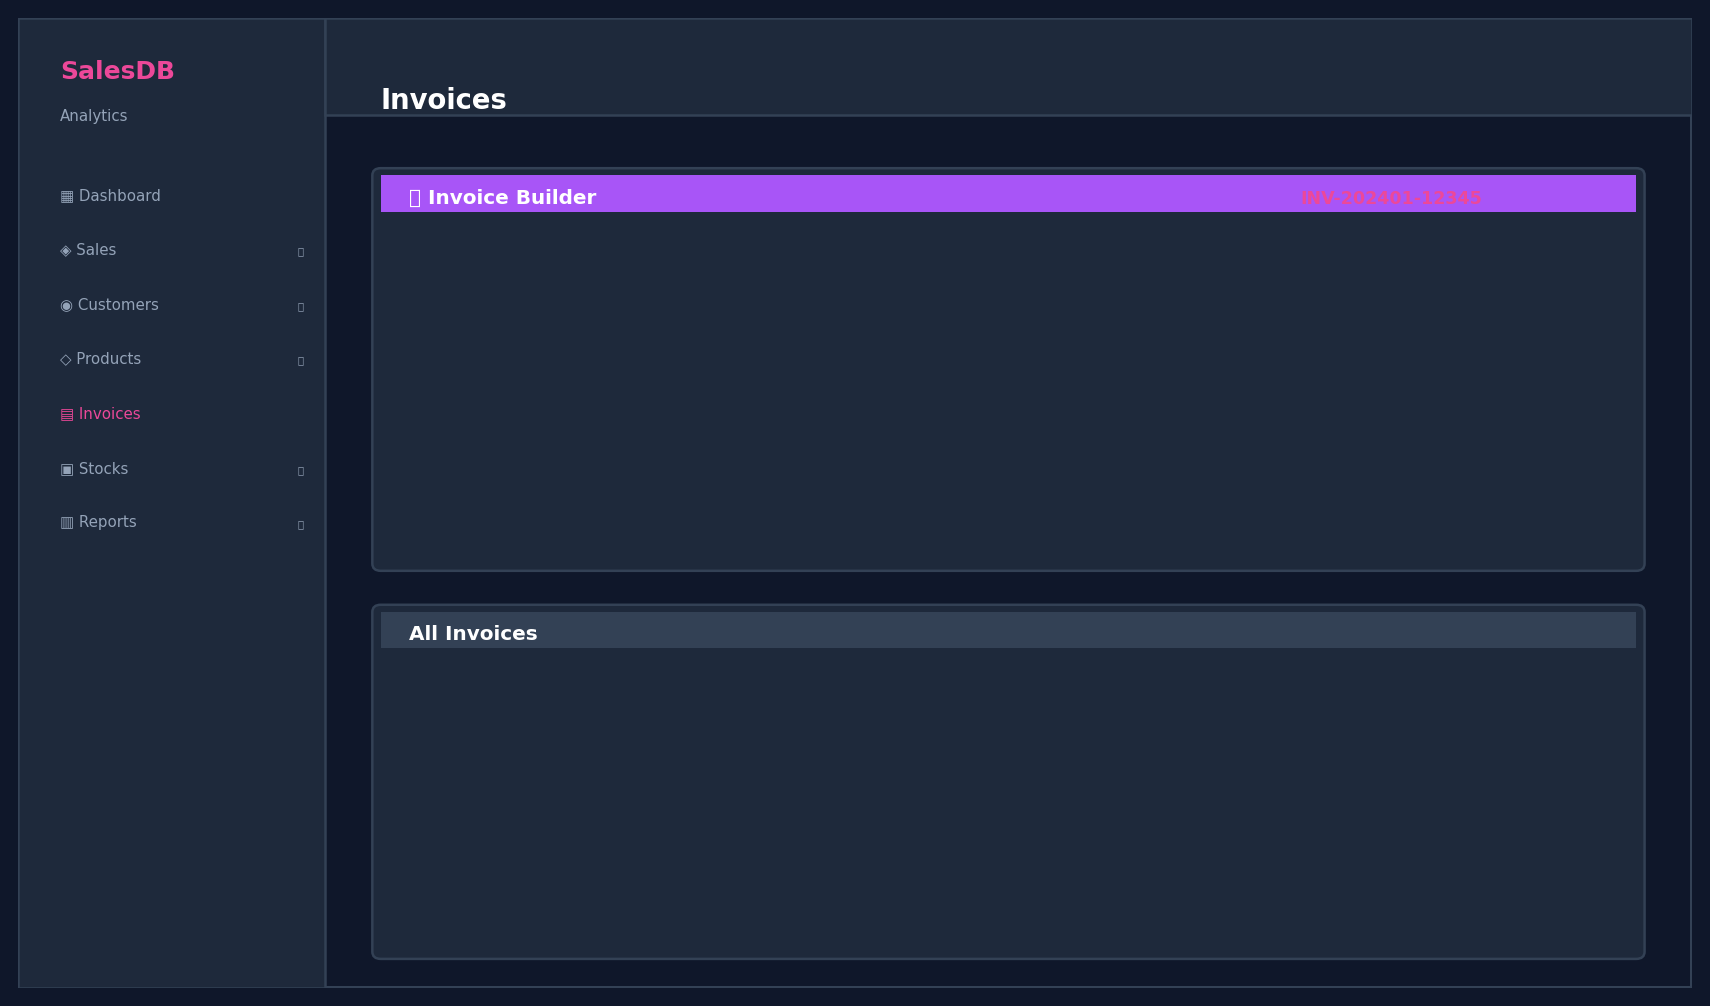 SalesDB
Analytics
Dashboard
Sales
Customers
Products
Invoices
Stocks
Reports
Invoices
Invoice Builder
INV-202401-12345
All Invoices